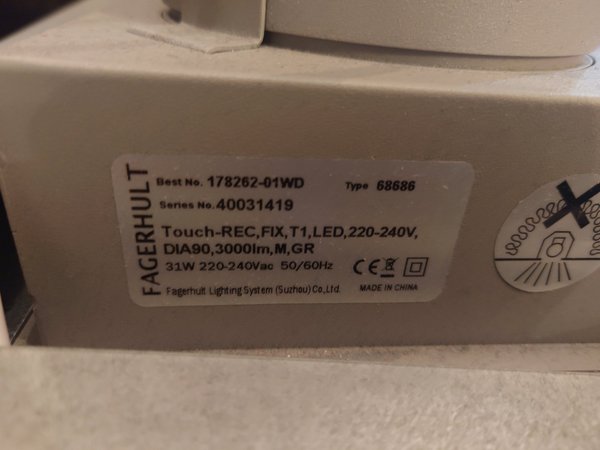 FAGERHULT
Best No. 178262-01WD Type 68686
Series No. 40031419
Touch-REC,FIX,T1,LED,220-240V,
DIA90,3000lm,M,GR
31W 220-240Vac 50/60Hz CE
Fagerhult Lighting System (Suzhou) Co,.Ltd. MADE IN CHINA